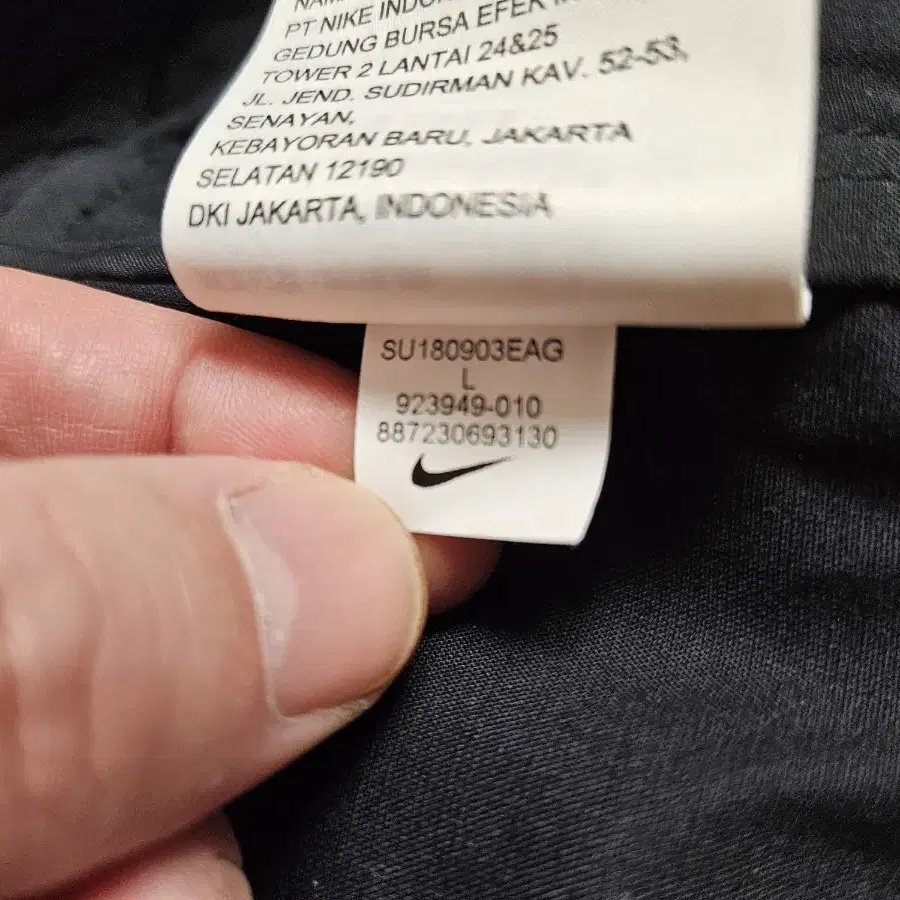 PT NIKE INDO
GEDUNG BURSA EFEK
TOWER 2 LANTAI 24&25
JL. JEND. SUDIRMAN KAV. 52-53,
SENAYAN,
KEBAYORAN BARU, JAKARTA
SELATAN 12190
DKI JAKARTA, INDONESIA
SU180903EAG
L
923949-010
887230693130